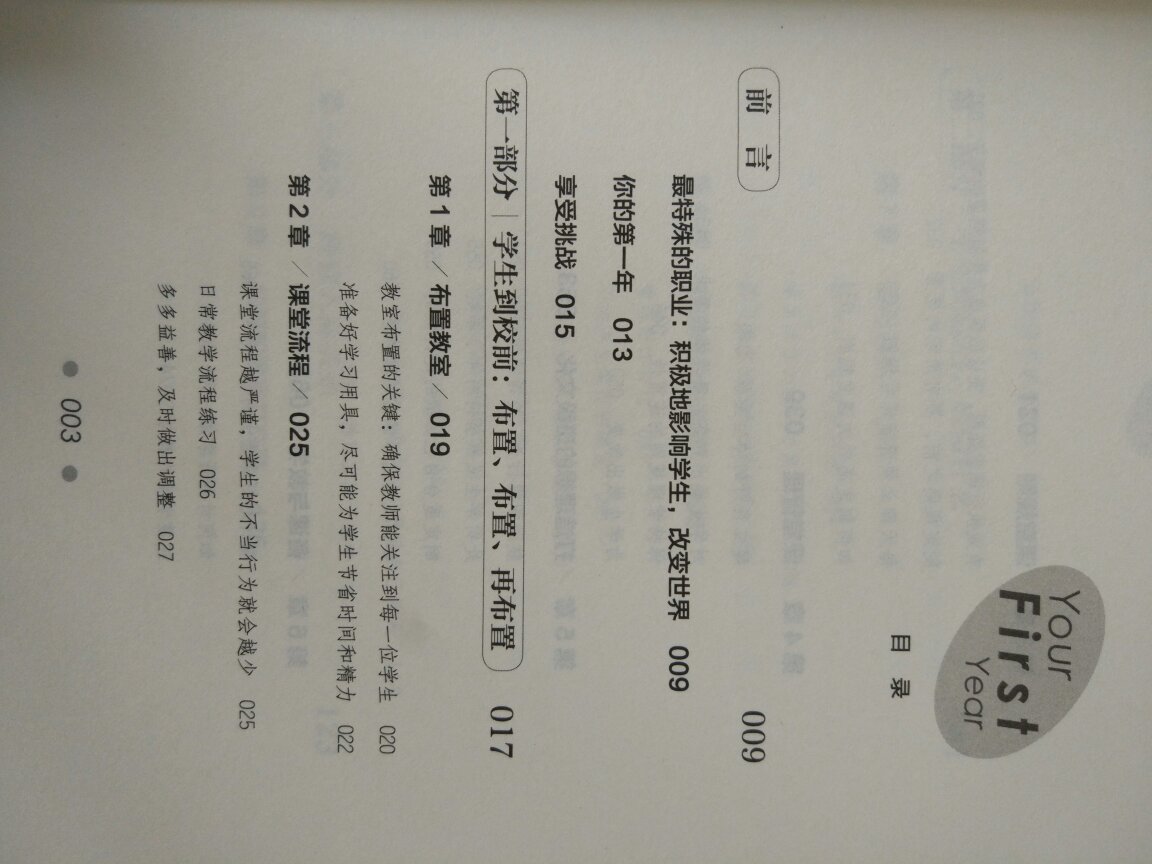 Your
First
Year
目 录
前 言 009
最特殊的职业：积极地影响学生，改变世界 009
你的第一年 013
享受挑战 015
第一部分 | 学生到校前：布置、布置、再布置 017
第 1 章 / 布置教室 / 019
教室布置的关键：确保教师能关注到每一位学生 020
准备好学习用具，尽可能为学生节省时间和精力 022
第 2 章 / 课堂流程 / 025
课堂流程越严谨，学生的不当行为就会越少 025
日常教学流程练习 026
多多益善，及时做出调整 027
● 003 ●